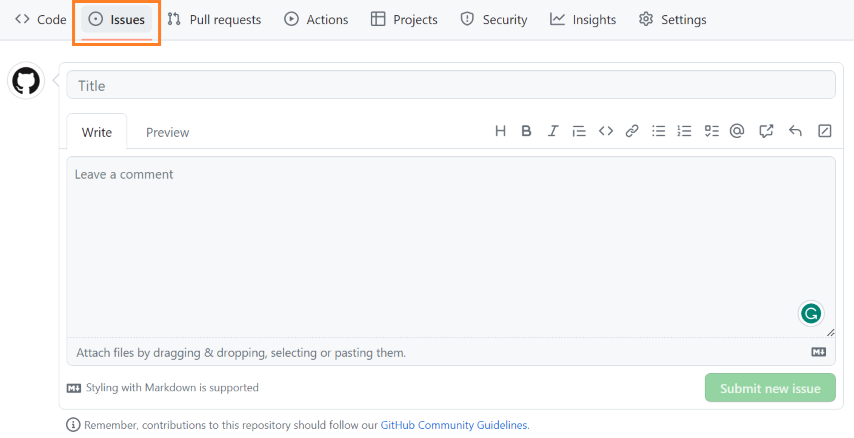 Code Issues Pull requests Actions Projects Security Insights Settings
Title
Write Preview
Leave a comment
Attach files by dragging & dropping, selecting or pasting them.
Styling with Markdown is supported
Submit new issue
Remember, contributions to this repository should follow our GitHub Community Guidelines.